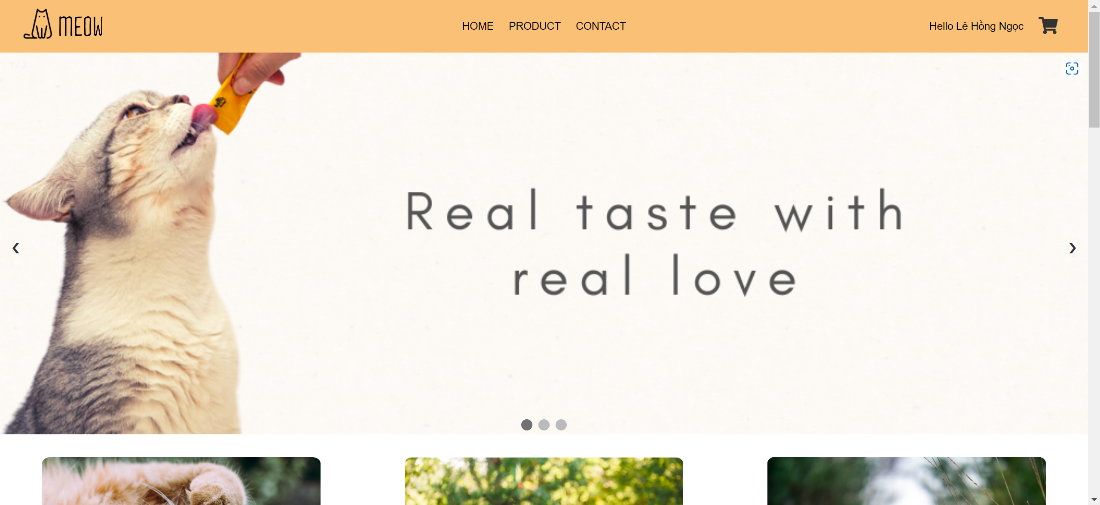 MEOW
HOME PRODUCT CONTACT
Hello Lê Hồng Ngọc
Real taste with
real love